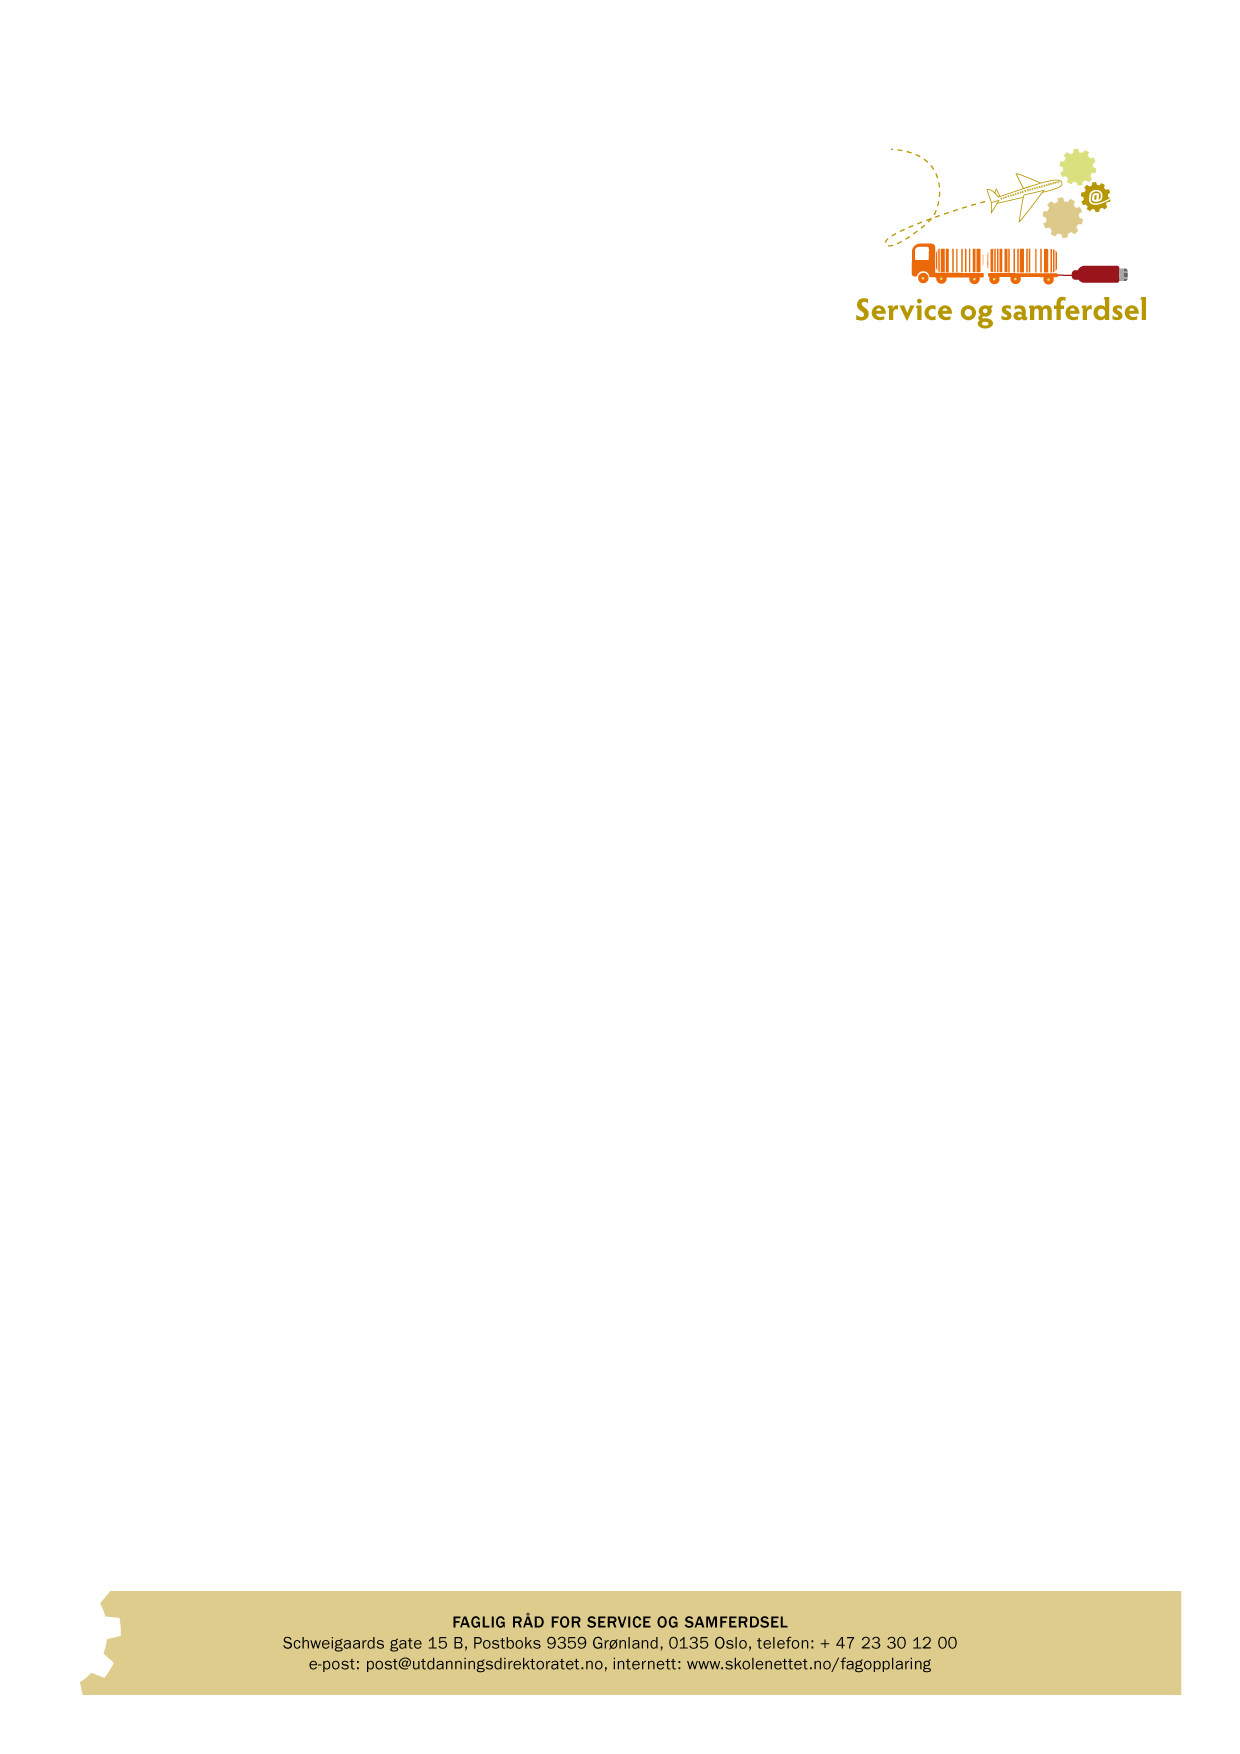 @
Service og samferdsel
FAGLIG RÅD FOR SERVICE OG SAMFERDSEL
Schweigaards gate 15 B, Postboks 9359 Grønland, 0135 Oslo, telefon: + 47 23 30 12 00
e-post: post@utdanningsdirektoratet.no, internett: www.skolenettet.no/fagopplaring